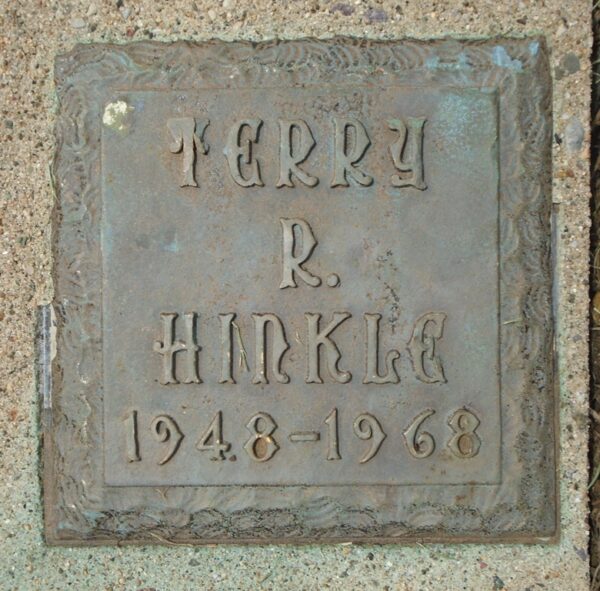 TERRY
R.
HINKLE
1948-1968